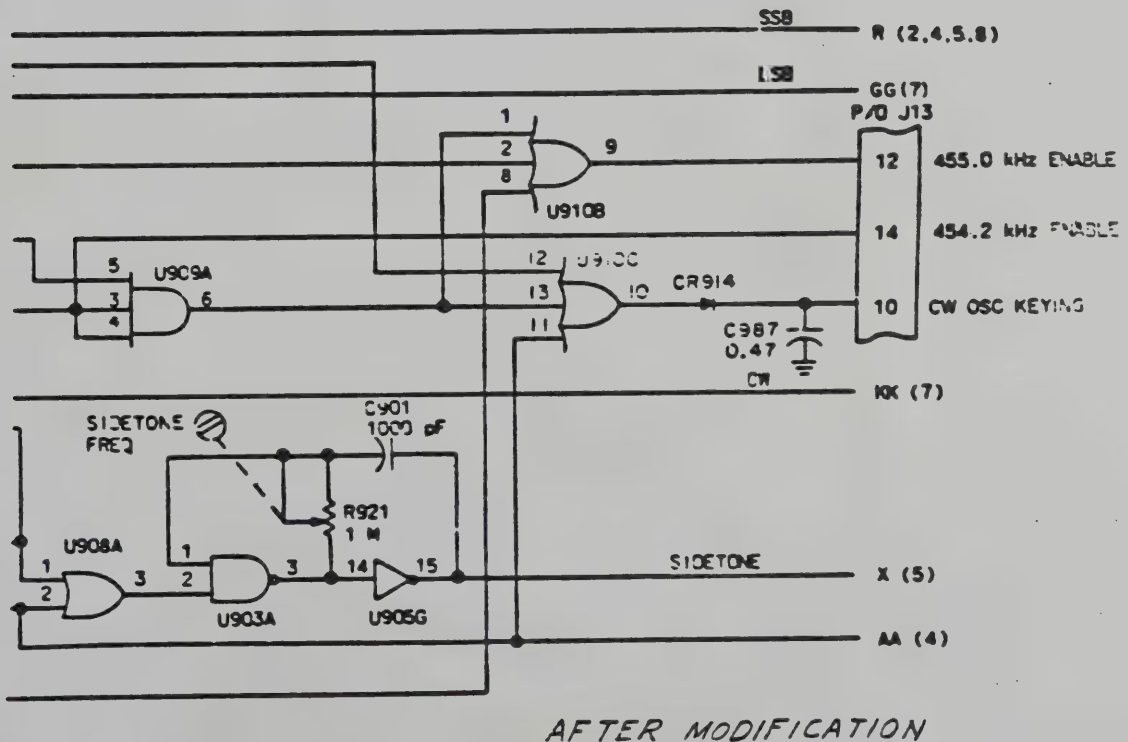 SSB
R (2,4,5,8)
LSB
GG(7)
P/O J13
1
2
8
9
U910B
12
455.0 kHz ENABLE
14
454.2 kHz ENABLE
5
3
4
U909A
6
12
13
11
U910C
10
CR914
10
CW OSC KEYING
C987
0.47
CW
KK (7)
SIDETONE
FREQ
C901
1000 pF
R921
1 M
U908A
1
2
3
1
2
3
U903A
14
15
U905G
SIDETONE
X (5)
AA (4)
AFTER MODIFICATION